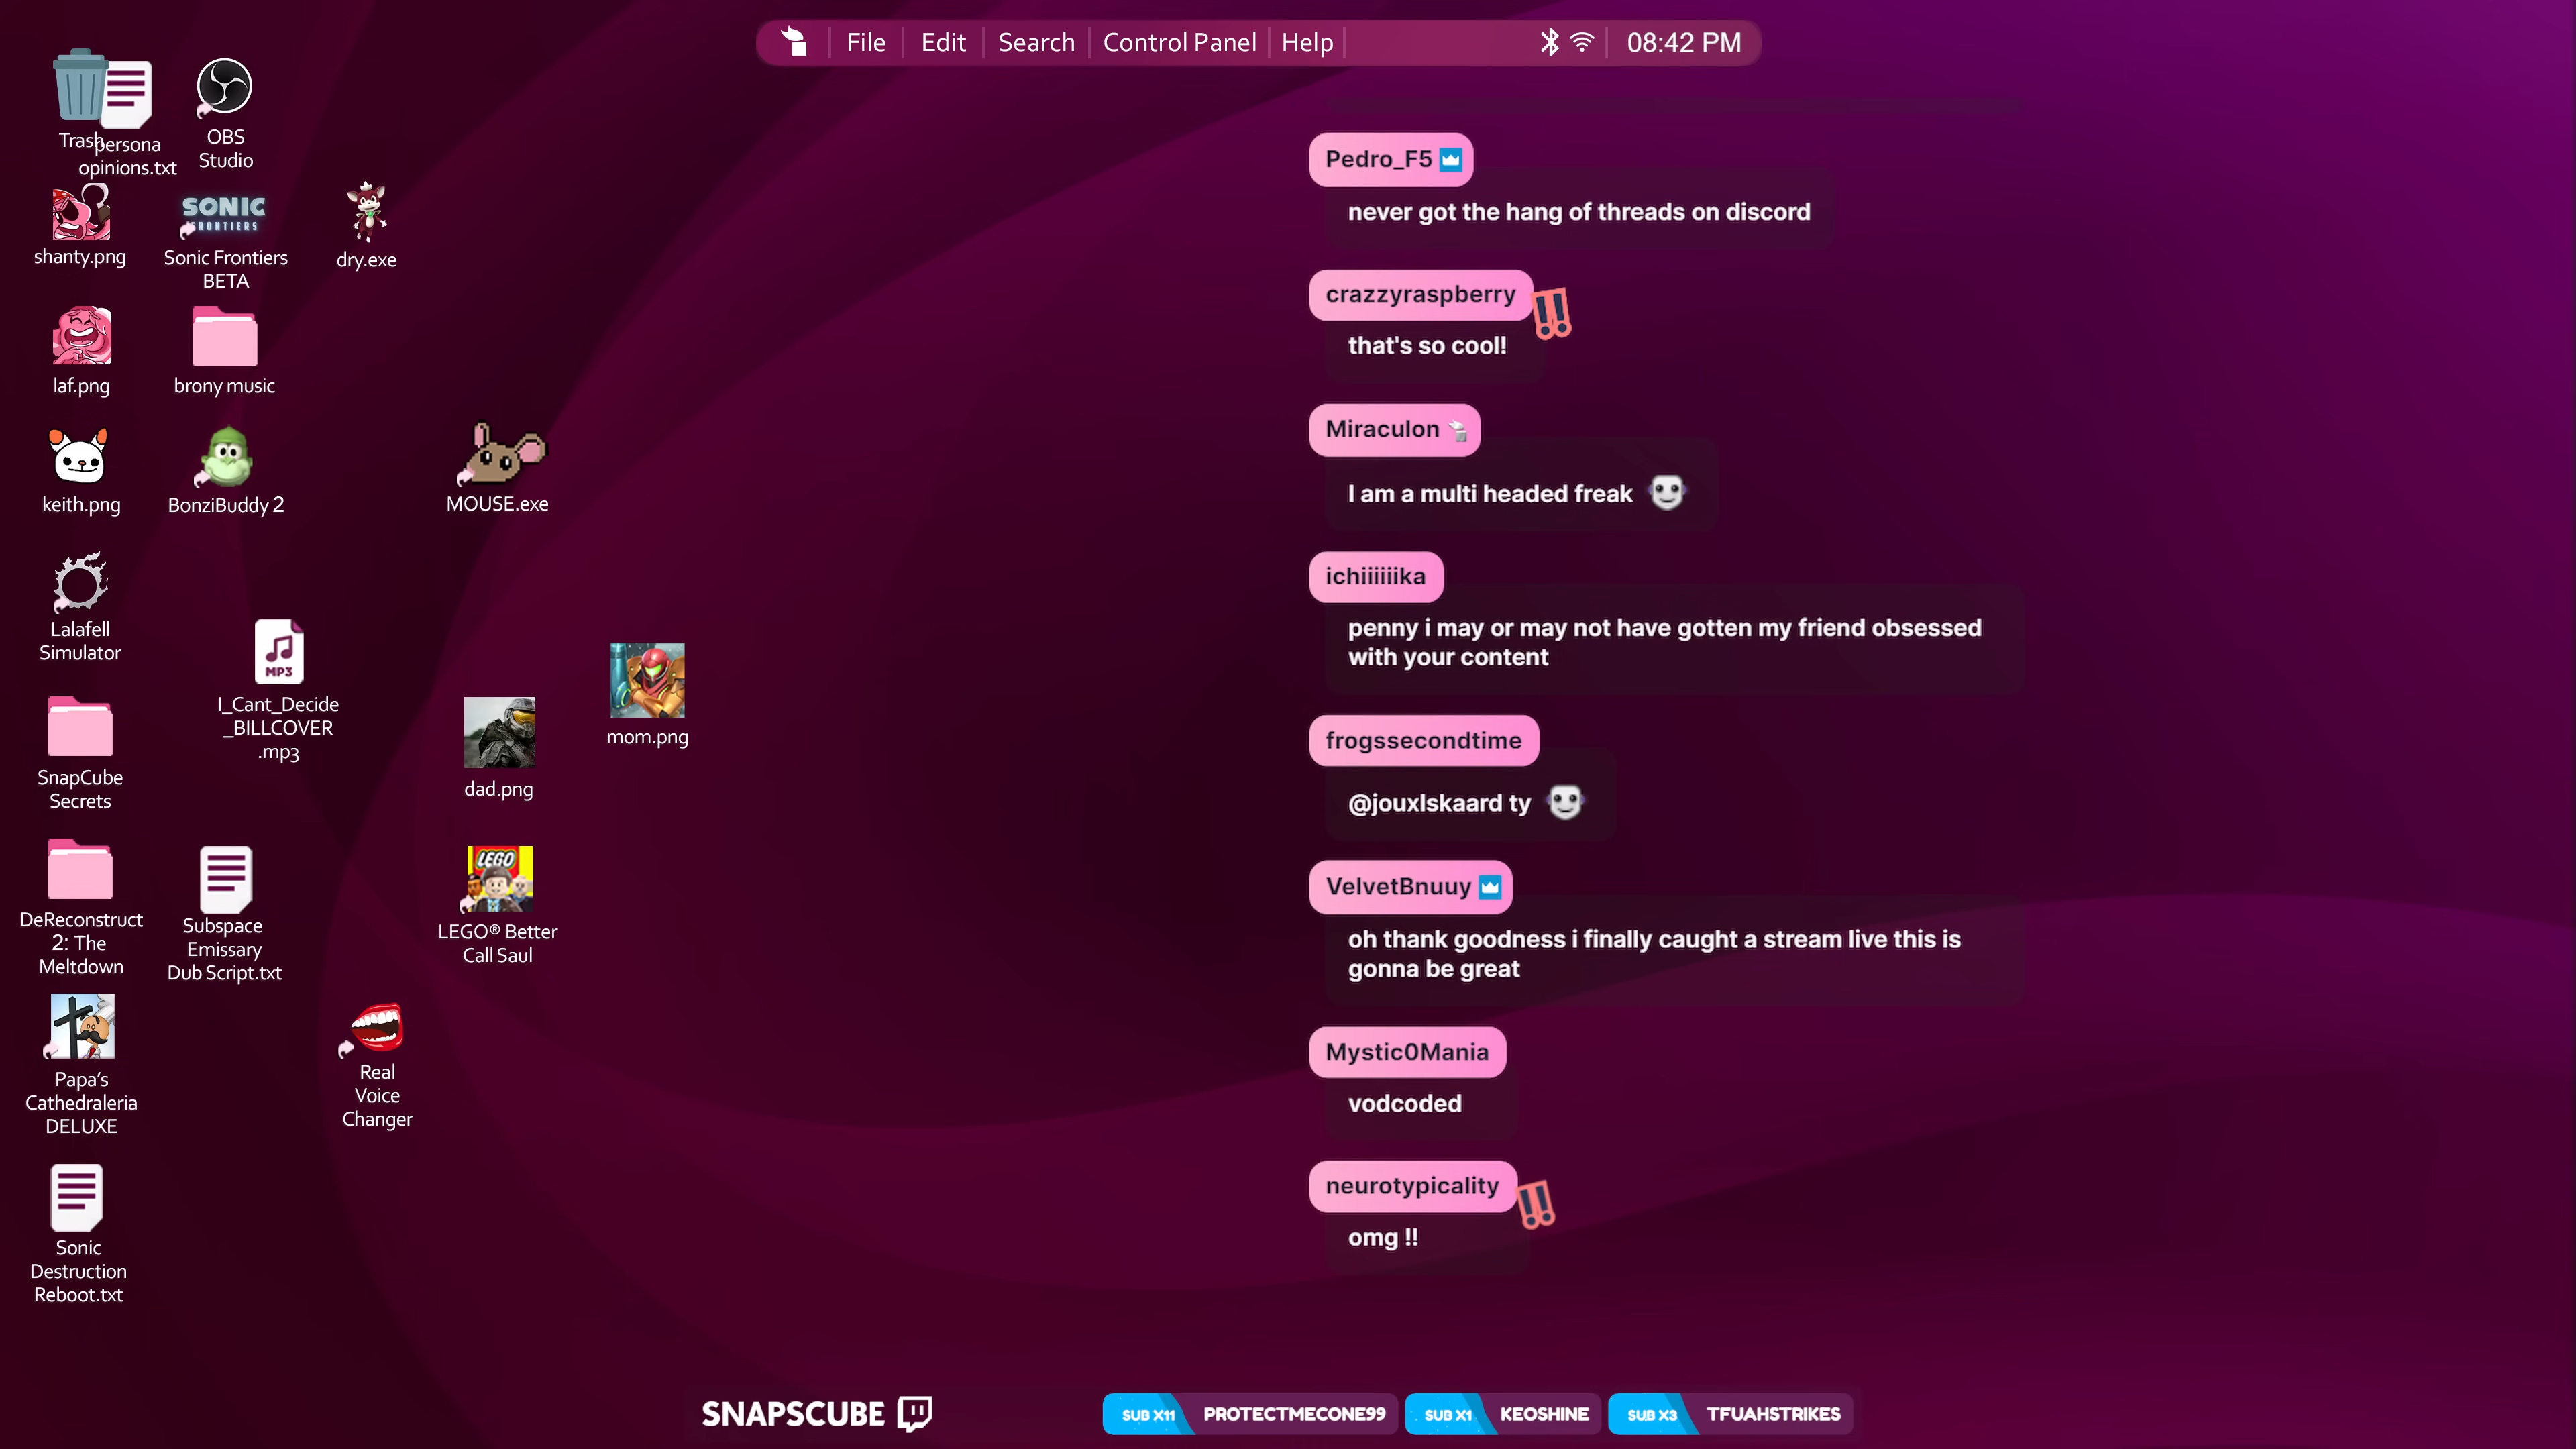 File Edit Search Control Panel Help 08:42 PM
Trash
persona
opinions.txt
OBS
Studio
shanty.png
SONIC
FRONTIERS
Sonic Frontiers
BETA
dry.exe
laf.png
brony music
keith.png
BonziBuddy 2
MOUSE.exe
Lalafell
Simulator
MP3
I_Cant_Decide
_BILLCOVER
.mp3
mom.png
SnapCube
Secrets
dad.png
DeReconstruct
2: The
Meltdown
Subspace
Emissary
Dub Script.txt
LEGO
LEGO® Better
Call Saul
Papa's
Cathedraleria
DELUXE
Real
Voice
Changer
Sonic
Destruction
Reboot.txt
Pedro_F5
never got the hang of threads on discord
crazzyraspberry
that's so cool!
Miraculon
I am a multi headed freak
ichiiiiiika
penny i may or may not have gotten my friend obsessed
with your content
frogssecondtime
@jouxlskaard ty
VelvetBnuuy
oh thank goodness i finally caught a stream live this is
gonna be great
Mystic0Mania
vodcoded
neurotypicality
omg !!
SNAPSCUBE
SUB X11 PROTECTMECONE99 SUB X1 KEOSHINE SUB X3 TFUAHSTRIKES